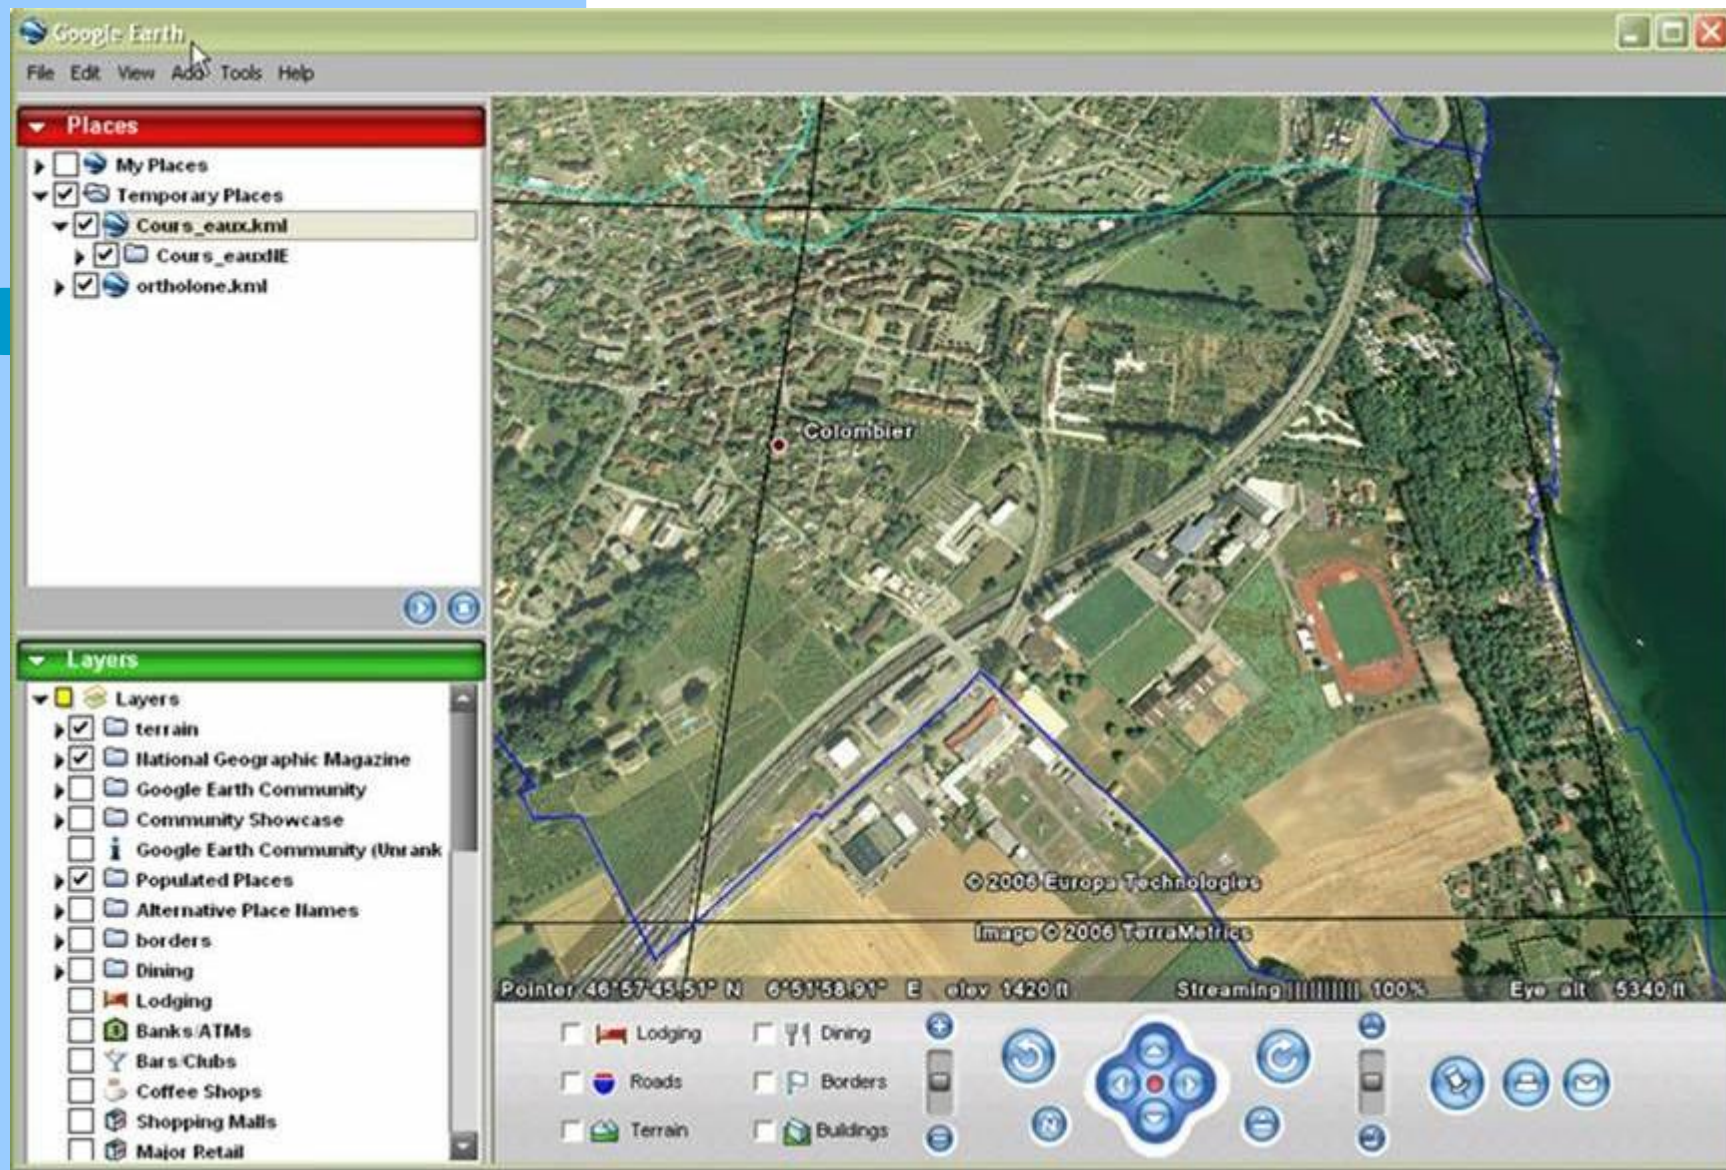 Google Earth
File Edit View Add Tools Help
Places
My Places
Temporary Places
Cours_eaux.kml
Cours_eauxNE
ortholone.kml
Layers
Layers
terrain
National Geographic Magazine
Google Earth Community
Community Showcase
Google Earth Community (Unrank
Populated Places
Alternative Place Names
borders
Dining
Lodging
Banks/ATMs
Bars/Clubs
Coffee Shops
Shopping Malls
Major Retail
Colombier
© 2006 Europa Technologies
Image © 2006 TerraMetrics
Pointer 46°57'45.51" N 6°51'58.91" E elev 1420 ft Streaming |||||||||| 100% Eye alt 5340 ft
Lodging Dining
Roads Borders
Terrain Buildings